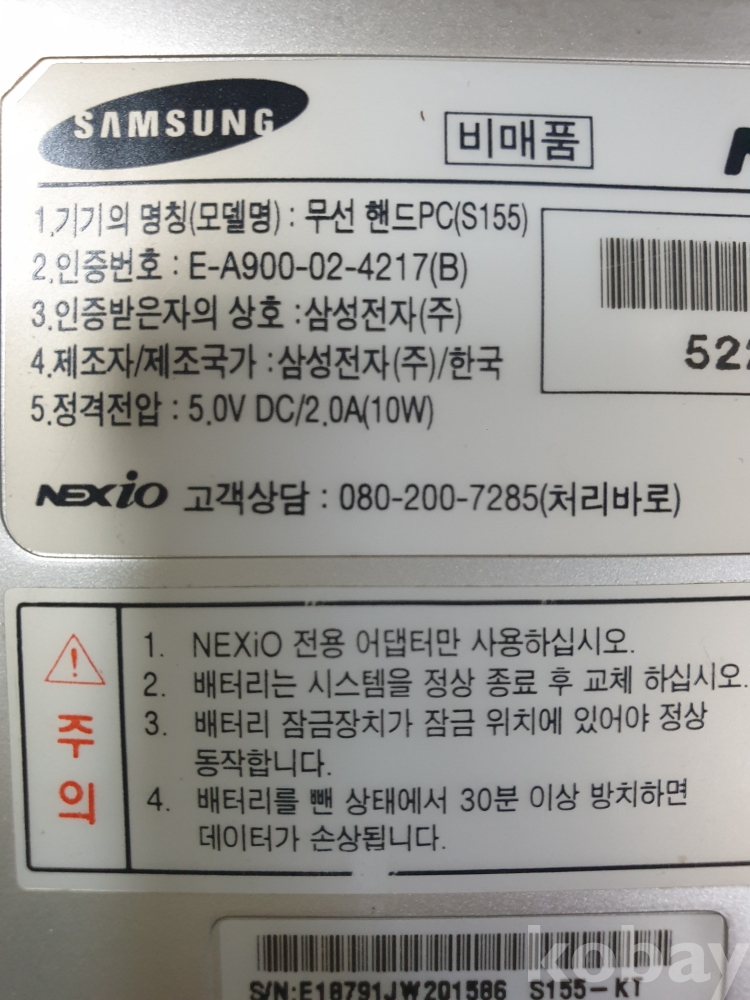 SAMSUNG
비매품
1.기기의 명칭(모델명) : 무선 핸드PC(S155)
2.인증번호 : E-A900-02-4217(B)
3.인증받은자의 상호 :삼성전자(주)
4.제조자/제조국가 :삼성전자(주)/한국
522
5.정격전압 : 5.0V DC/2.0A(10W)
NEXiO 고객상담 : 080-200-7285(처리바로)
주의
1. NEXiO 전용 어댑터만 사용하십시오.
2. 배터리는 시스템을 정상 종료 후 교체 하십시오.
3. 배터리 잠금장치가 잠금 위치에 있어야 정상
동작합니다.
4. 배터리를 뺀 상태에서 30분 이상 방치하면
데이터가 손상됩니다.
kobay
S/N:E18791JW201586 S155-KT